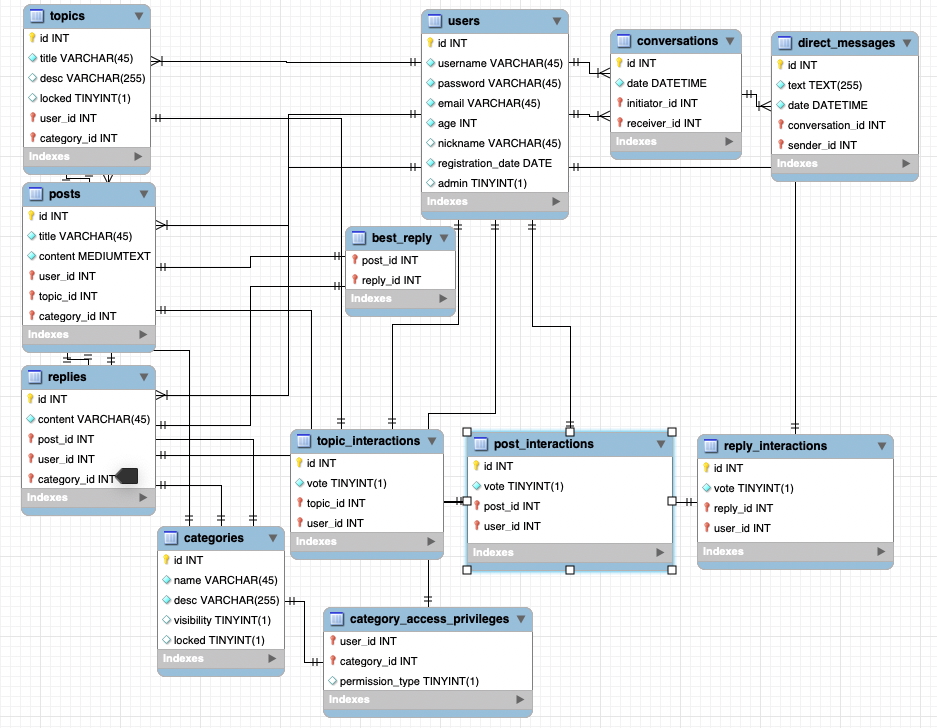 topics
id INT
title VARCHAR(45)
desc VARCHAR(255)
locked TINYINT(1)
user_id INT
category_id INT
Indexes
users
id INT
username VARCHAR(45)
password VARCHAR(45)
email VARCHAR(45)
age INT
nickname VARCHAR(45)
registration_date DATE
admin TINYINT(1)
Indexes
conversations
id INT
date DATETIME
initiator_id INT
receiver_id INT
Indexes
direct_messages
id INT
text TEXT(255)
date DATETIME
conversation_id INT
sender_id INT
Indexes
posts
id INT
title VARCHAR(45)
content MEDIUMTEXT
user_id INT
topic_id INT
category_id INT
Indexes
best_reply
post_id INT
reply_id INT
Indexes
replies
id INT
content VARCHAR(45)
post_id INT
user_id INT
category_id INT
Indexes
topic_interactions
id INT
vote TINYINT(1)
topic_id INT
user_id INT
Indexes
post_interactions
id INT
vote TINYINT(1)
post_id INT
user_id INT
Indexes
reply_interactions
id INT
vote TINYINT(1)
reply_id INT
user_id INT
Indexes
categories
id INT
name VARCHAR(45)
desc VARCHAR(255)
visibility TINYINT(1)
locked TINYINT(1)
Indexes
category_access_privileges
user_id INT
category_id INT
permission_type TINYINT(1)
Indexes